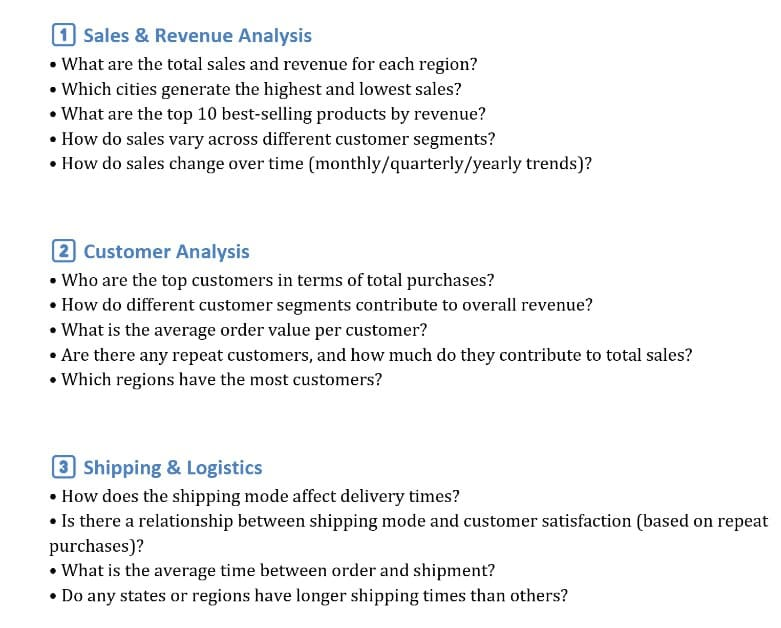 1 Sales & Revenue Analysis
• What are the total sales and revenue for each region?
• Which cities generate the highest and lowest sales?
• What are the top 10 best-selling products by revenue?
• How do sales vary across different customer segments?
• How do sales change over time (monthly/quarterly/yearly trends)?
2 Customer Analysis
• Who are the top customers in terms of total purchases?
• How do different customer segments contribute to overall revenue?
• What is the average order value per customer?
• Are there any repeat customers, and how much do they contribute to total sales?
• Which regions have the most customers?
3 Shipping & Logistics
• How does the shipping mode affect delivery times?
• Is there a relationship between shipping mode and customer satisfaction (based on repeat
purchases)?
• What is the average time between order and shipment?
• Do any states or regions have longer shipping times than others?